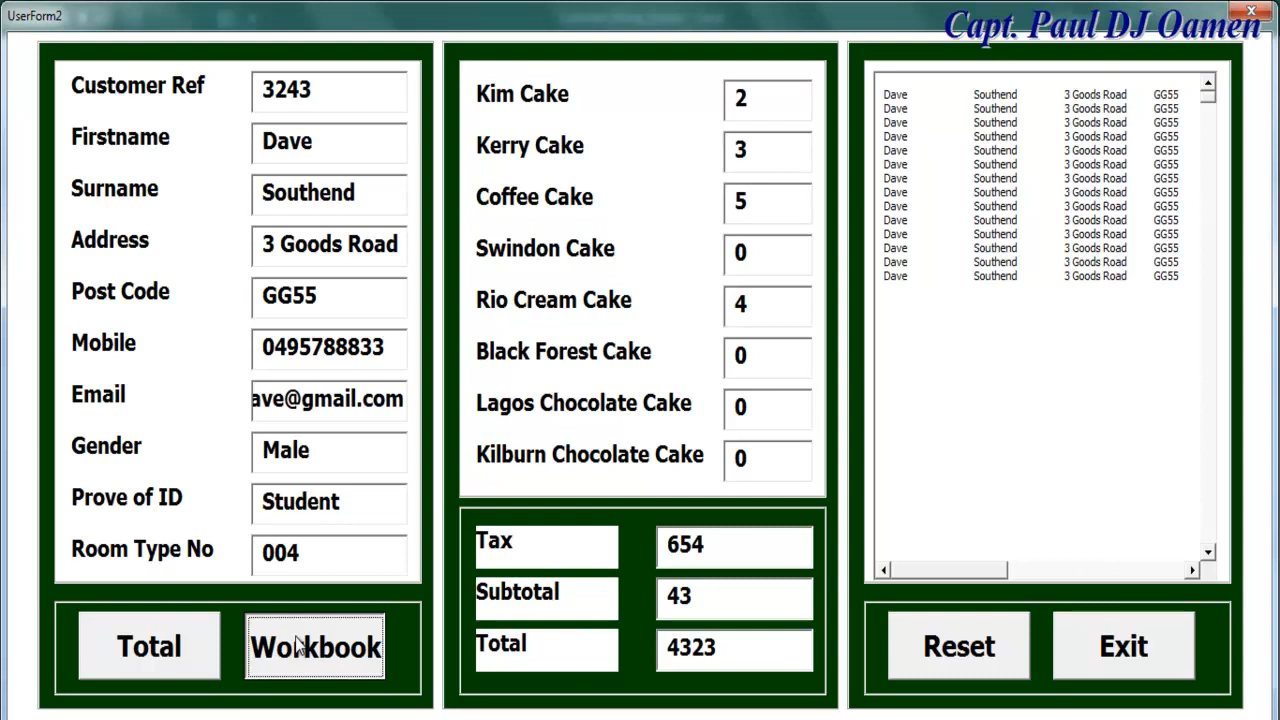 UserForm2
Capt. Paul DJ Oamen
Customer Ref 3243
Firstname Dave
Surname Southend
Address 3 Goods Road
Post Code GG55
Mobile 0495788833
Email ave@gmail.com
Gender Male
Prove of ID Student
Room Type No 004
Total Workbook
Kim Cake 2
Kerry Cake 3
Coffee Cake 5
Swindon Cake 0
Rio Cream Cake 4
Black Forest Cake 0
Lagos Chocolate Cake 0
Kilburn Chocolate Cake 0
Tax 654
Subtotal 43
Total 4323
Dave Southend 3 Goods Road GG55
Dave Southend 3 Goods Road GG55
Dave Southend 3 Goods Road GG55
Dave Southend 3 Goods Road GG55
Dave Southend 3 Goods Road GG55
Dave Southend 3 Goods Road GG55
Dave Southend 3 Goods Road GG55
Dave Southend 3 Goods Road GG55
Dave Southend 3 Goods Road GG55
Dave Southend 3 Goods Road GG55
Dave Southend 3 Goods Road GG55
Dave Southend 3 Goods Road GG55
Dave Southend 3 Goods Road GG55
Dave Southend 3 Goods Road GG55
Reset Exit